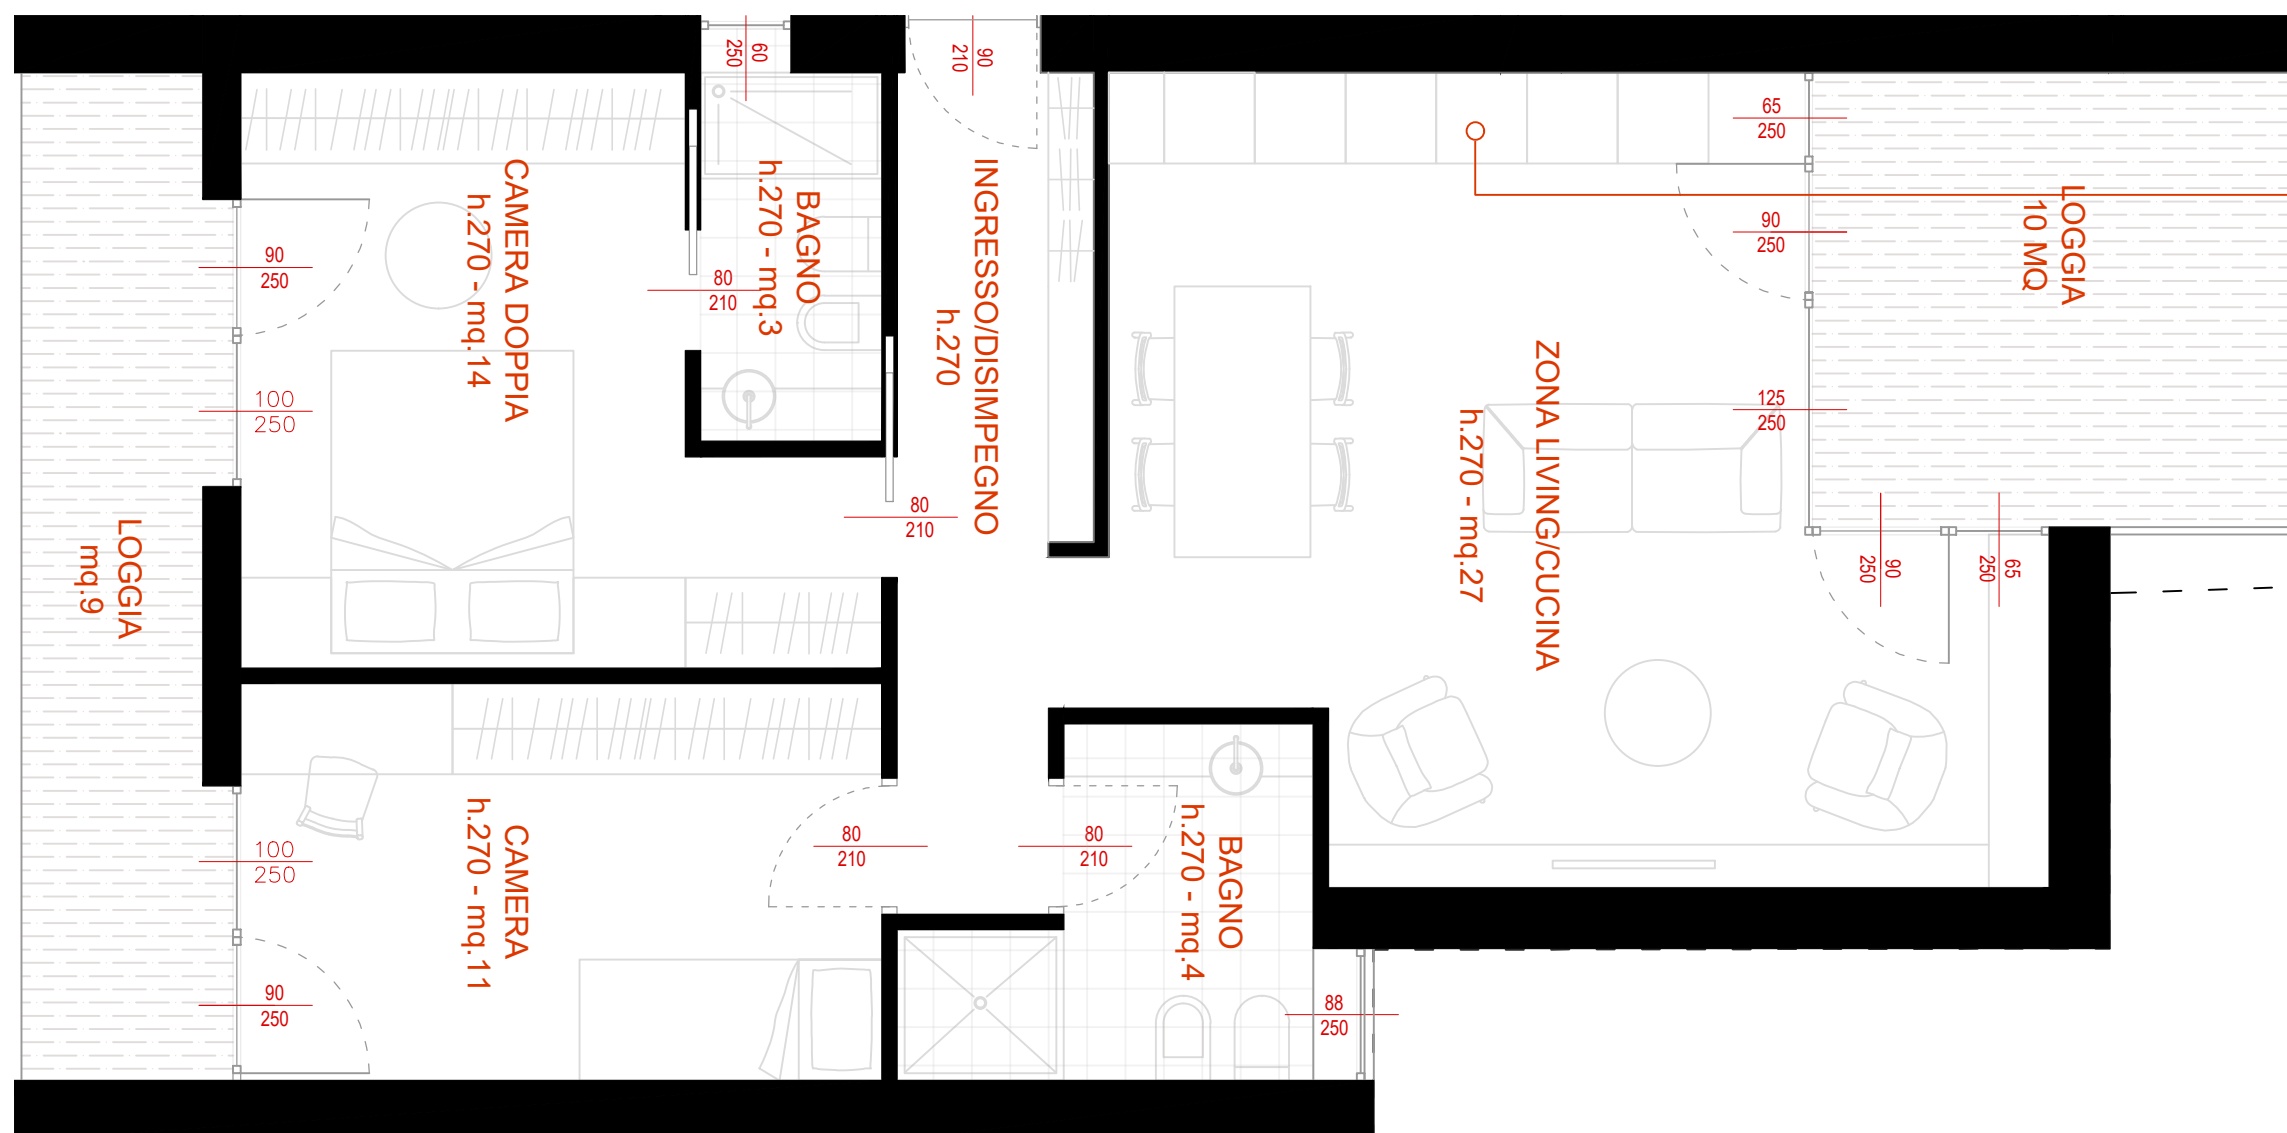 60
250
90
210
65
250
CAMERA DOPPIA
h.270 - mq.14
BAGNO
h.270 - mq.3
INGRESSO/DISIMPEGNO
h.270
LOGGIA
10 MQ
90
250
80
210
90
250
100
250
ZONA LIVING/CUCINA
h.270 - mq.27
125
250
80
210
LOGGIA
mq.9
90
250
65
250
CAMERA
h.270 - mq.11
80
210
80
210
BAGNO
h.270 - mq.4
100
250
90
250
88
250